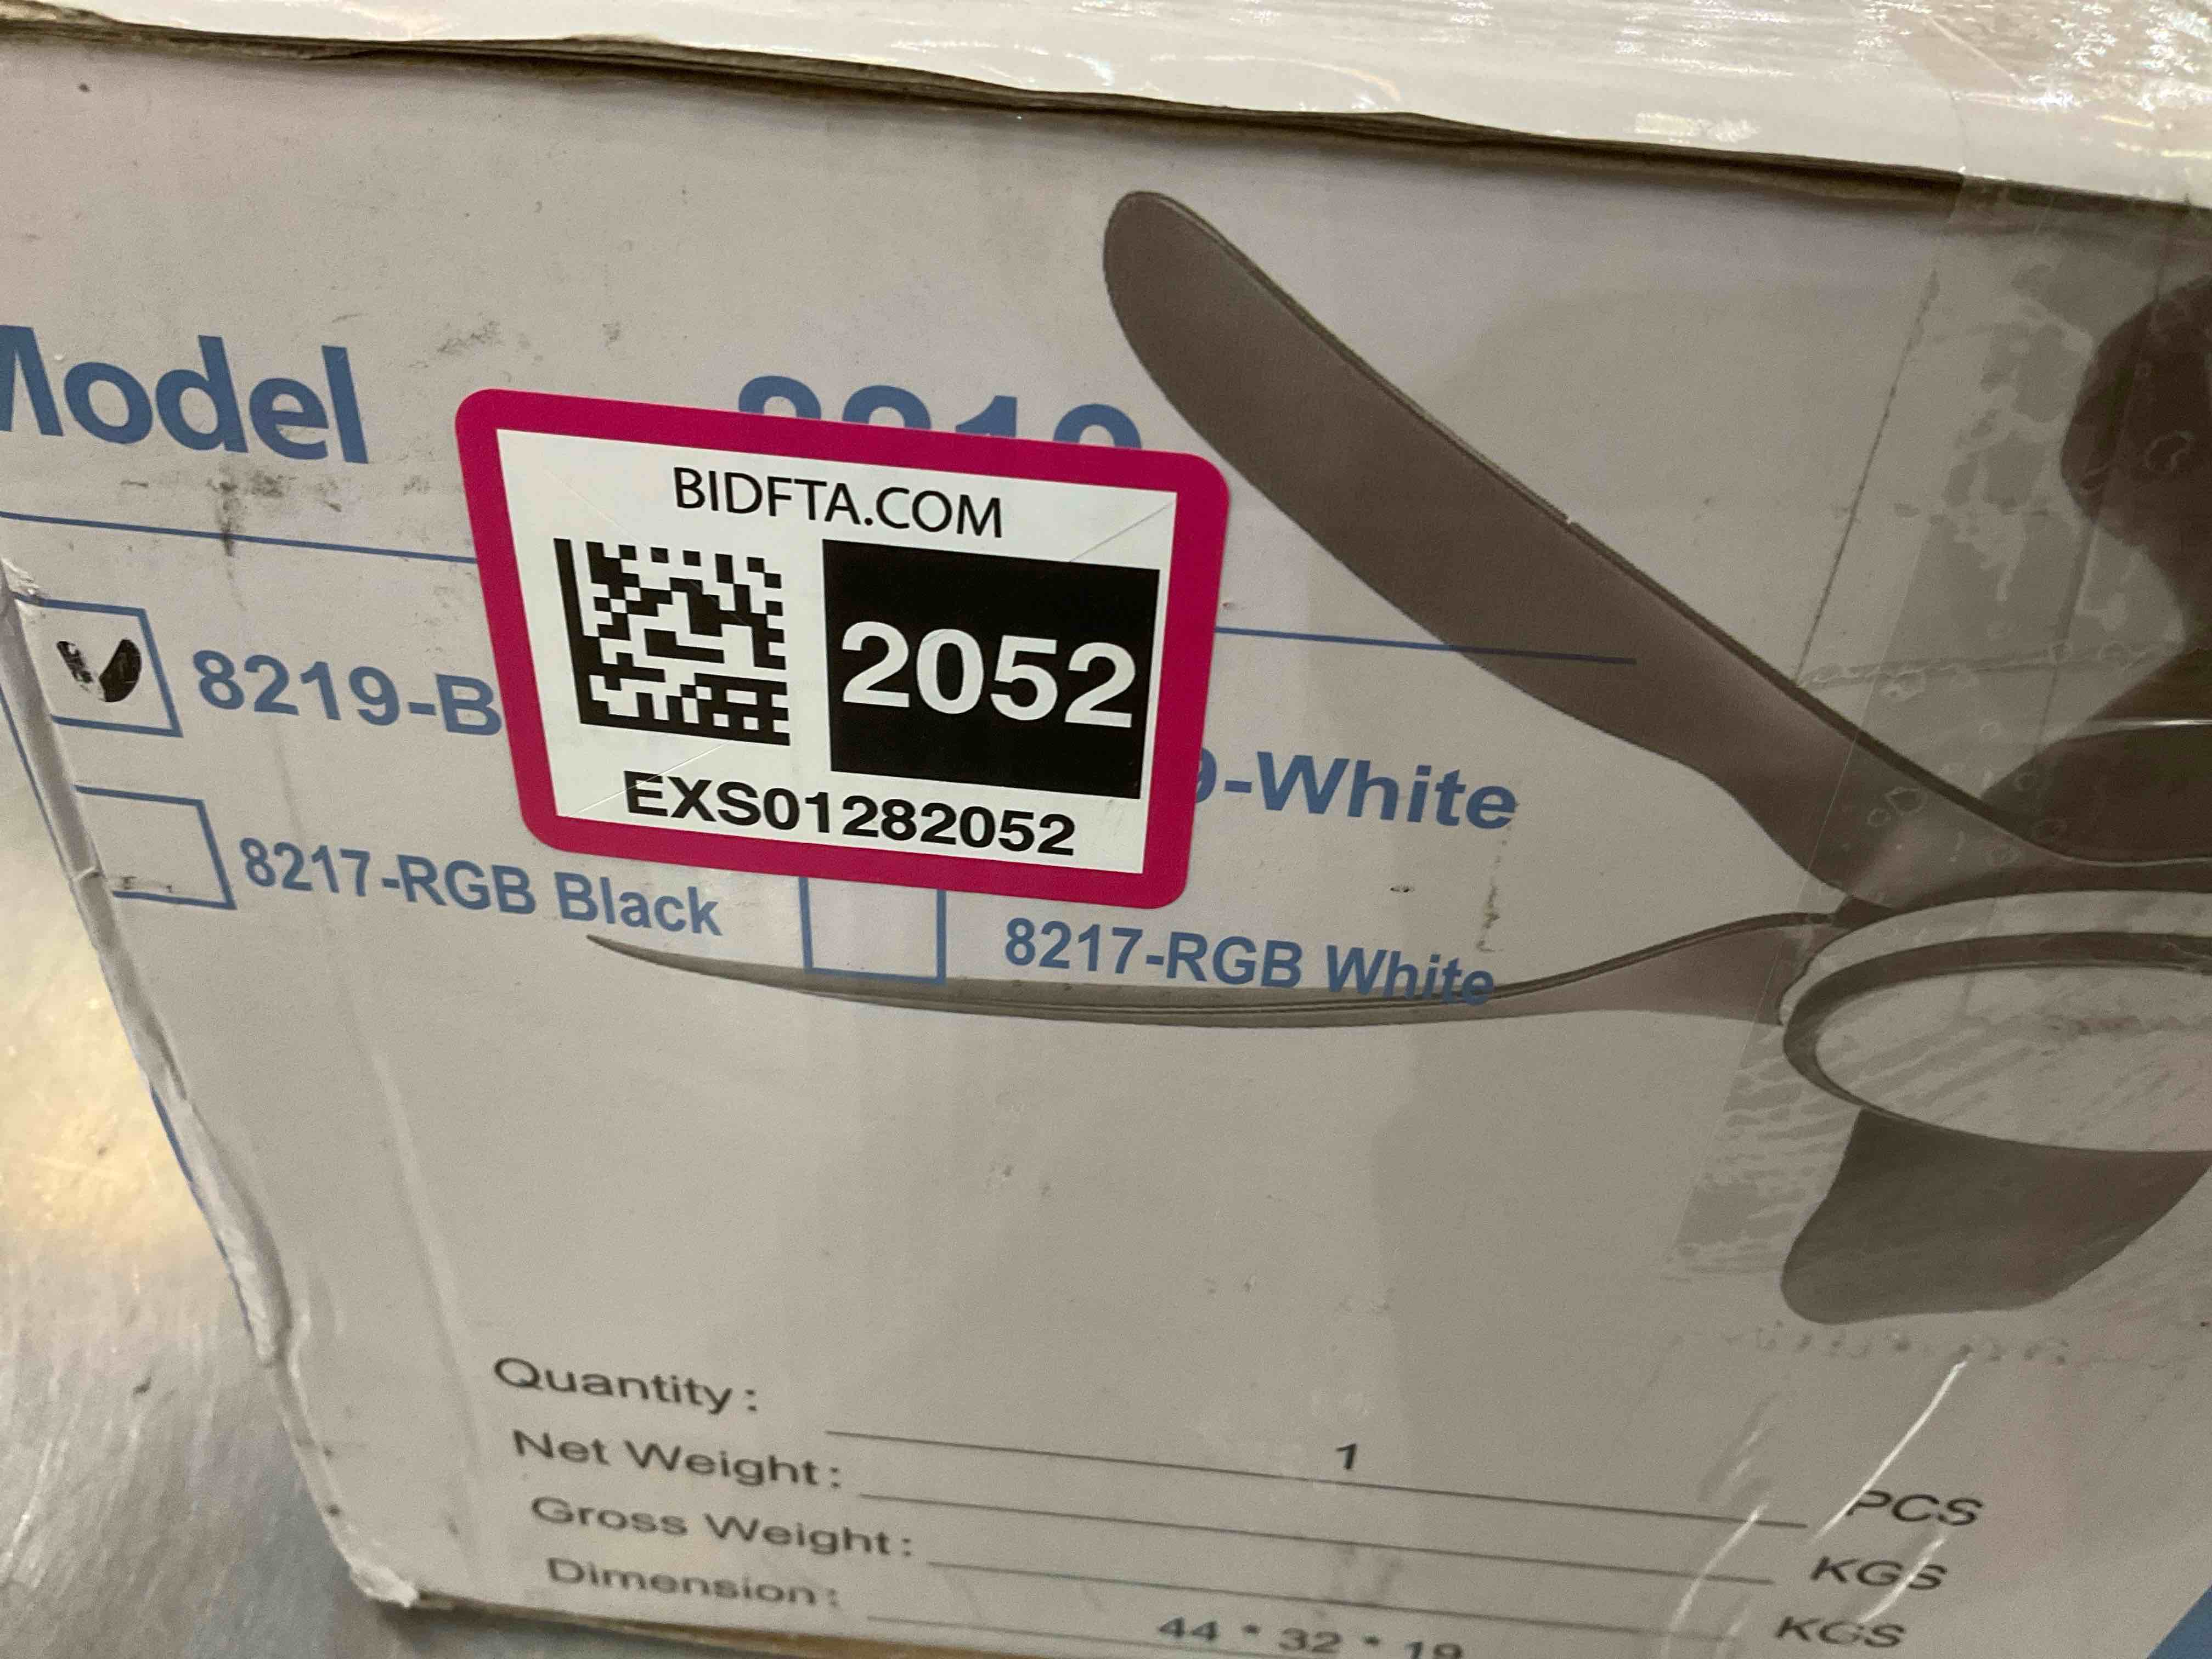 Model
BIDFTA.COM
2052
EXS01282052
8219-B
-White
8217-RGB Black
8217-RGB White
Quantity: 1 PCS
Net Weight: KGS
Gross Weight: KGS
Dimension: 44 * 32 * 19